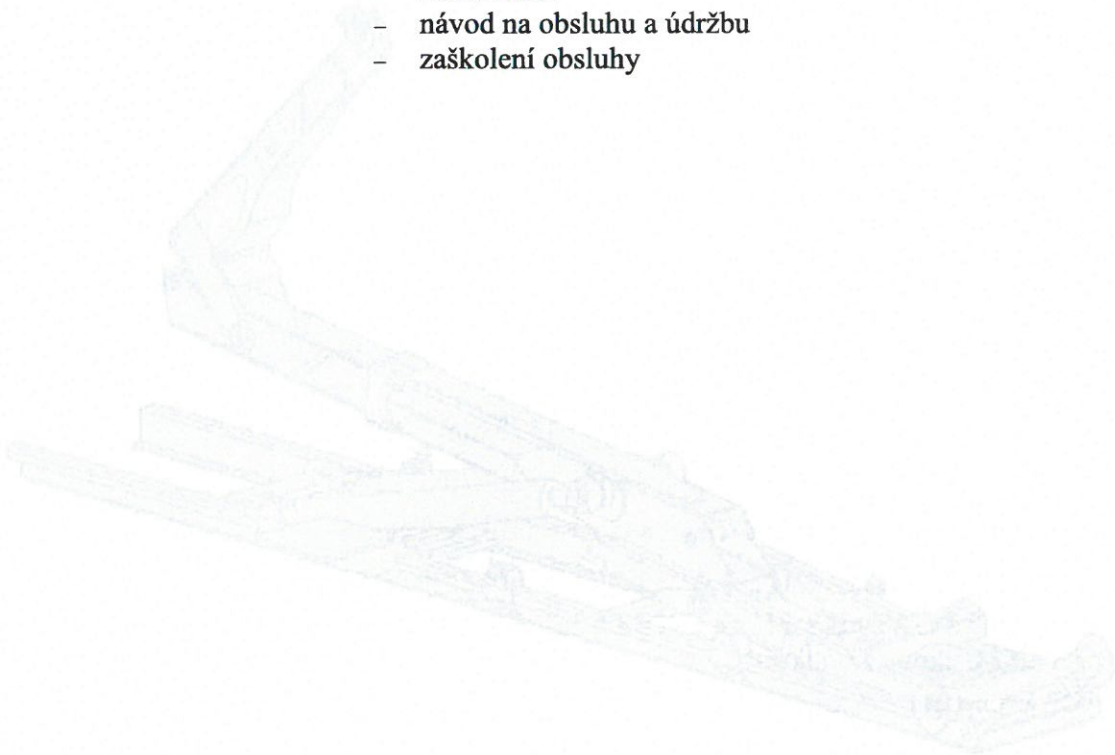 – návod na obsluhu a údržbu
– zaškolení obsluhy